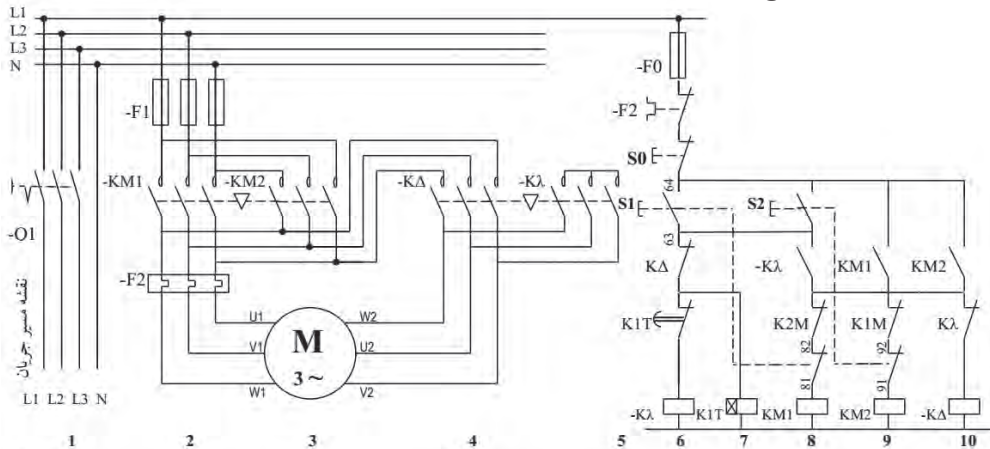 L1
L2
L3
N
-F1
-KM1
-KM2
-KΔ
-Kλ
-O1
-F2
نقشه مسیر جریان
M
3~
U1
V1
W1
W2
U2
V2
L1 L2 L3 N
-F0
-F2
S0
S1
64
63
S2
KΔ
-Kλ
KM1
KM2
K1T
K2M
82
81
K1M
92
91
Kλ
-Kλ
K1T
KM1
KM2
-KΔ
1 2 3 4 5 6 7 8 9 10